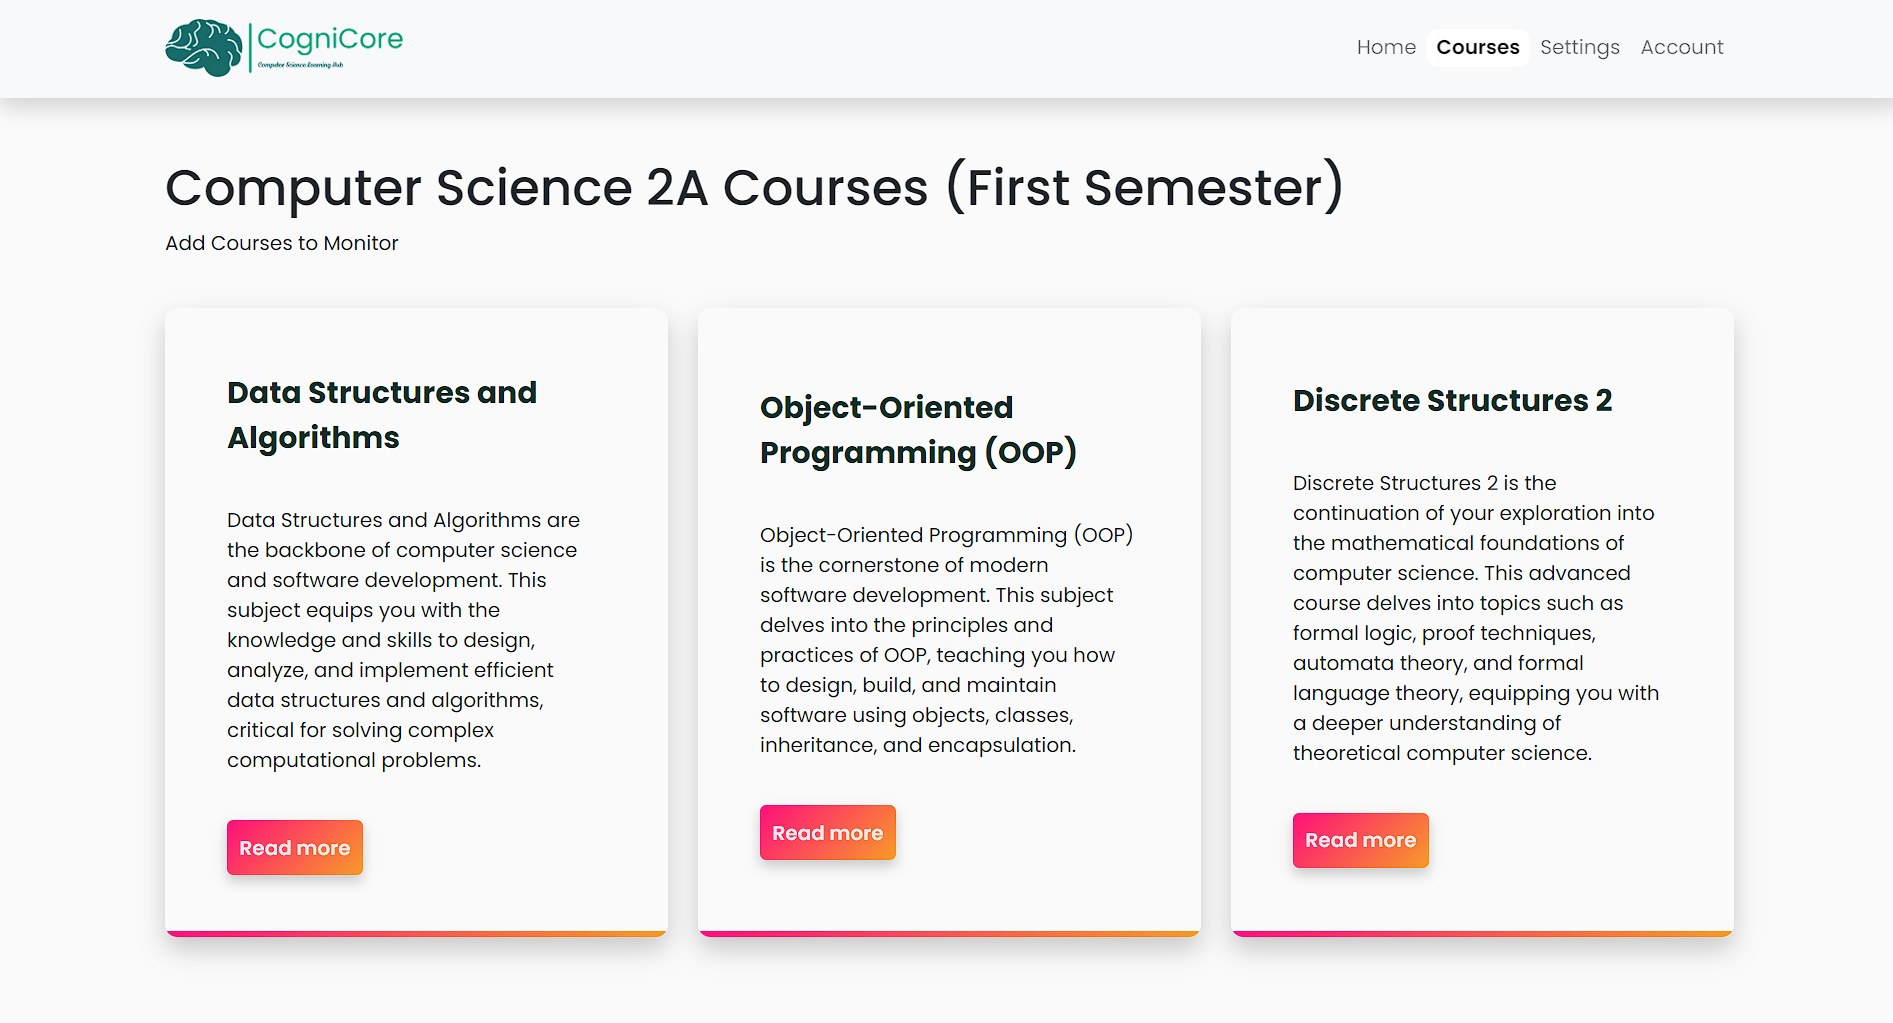 CogniCore
Computer Science Learning Hub
Home Courses Settings Account
Computer Science 2A Courses (First Semester)
Add Courses to Monitor
Data Structures and
Algorithms
Data Structures and Algorithms are
the backbone of computer science
and software development. This
subject equips you with the
knowledge and skills to design,
analyze, and implement efficient
data structures and algorithms,
critical for solving complex
computational problems.
Read more
Object-Oriented
Programming (OOP)
Object-Oriented Programming (OOP)
is the cornerstone of modern
software development. This subject
delves into the principles and
practices of OOP, teaching you how
to design, build, and maintain
software using objects, classes,
inheritance, and encapsulation.
Read more
Discrete Structures 2
Discrete Structures 2 is the
continuation of your exploration into
the mathematical foundations of
computer science. This advanced
course delves into topics such as
formal logic, proof techniques,
automata theory, and formal
language theory, equipping you with
a deeper understanding of
theoretical computer science.
Read more